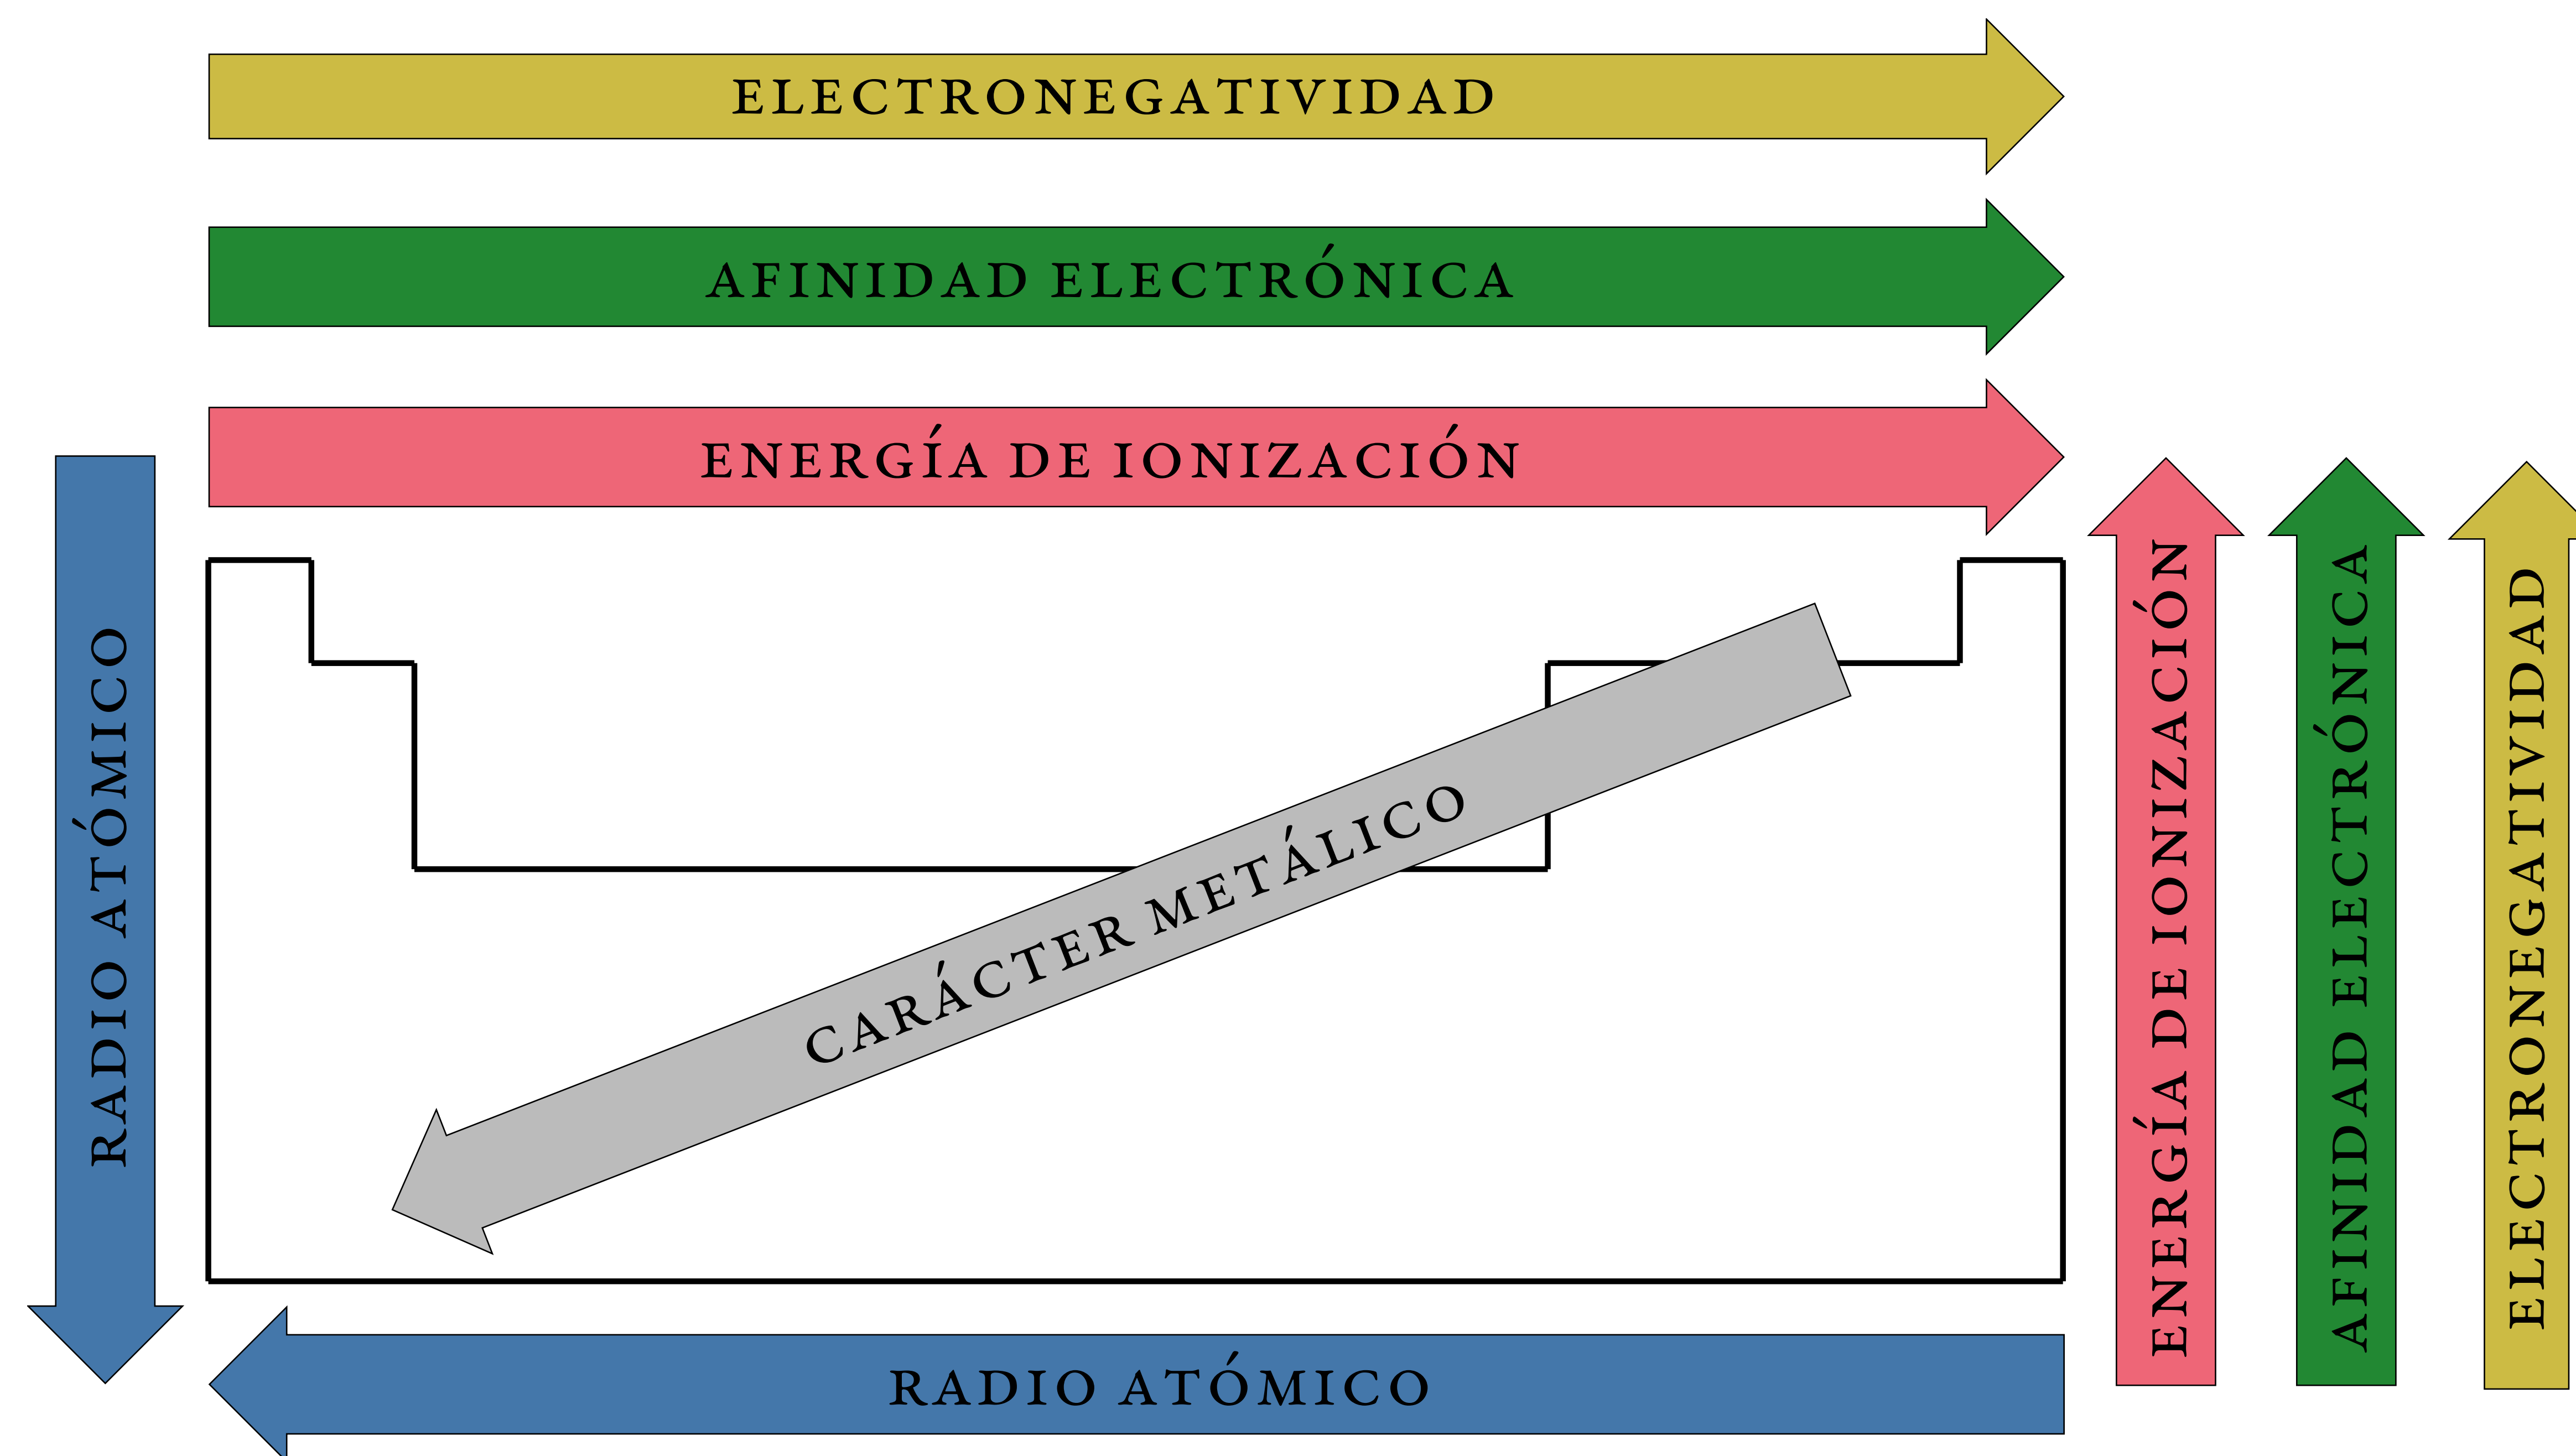 ELECTRONEGATIVIDAD
AFINIDAD ELECTRÓNICA
ENERGÍA DE IONIZACIÓN
RADIO ATÓMICO
CARÁCTER METÁLICO
ENERGÍA DE IONIZACIÓN
AFINIDAD ELECTRÓNICA
ELECTRONEGATIVIDAD
RADIO ATÓMICO